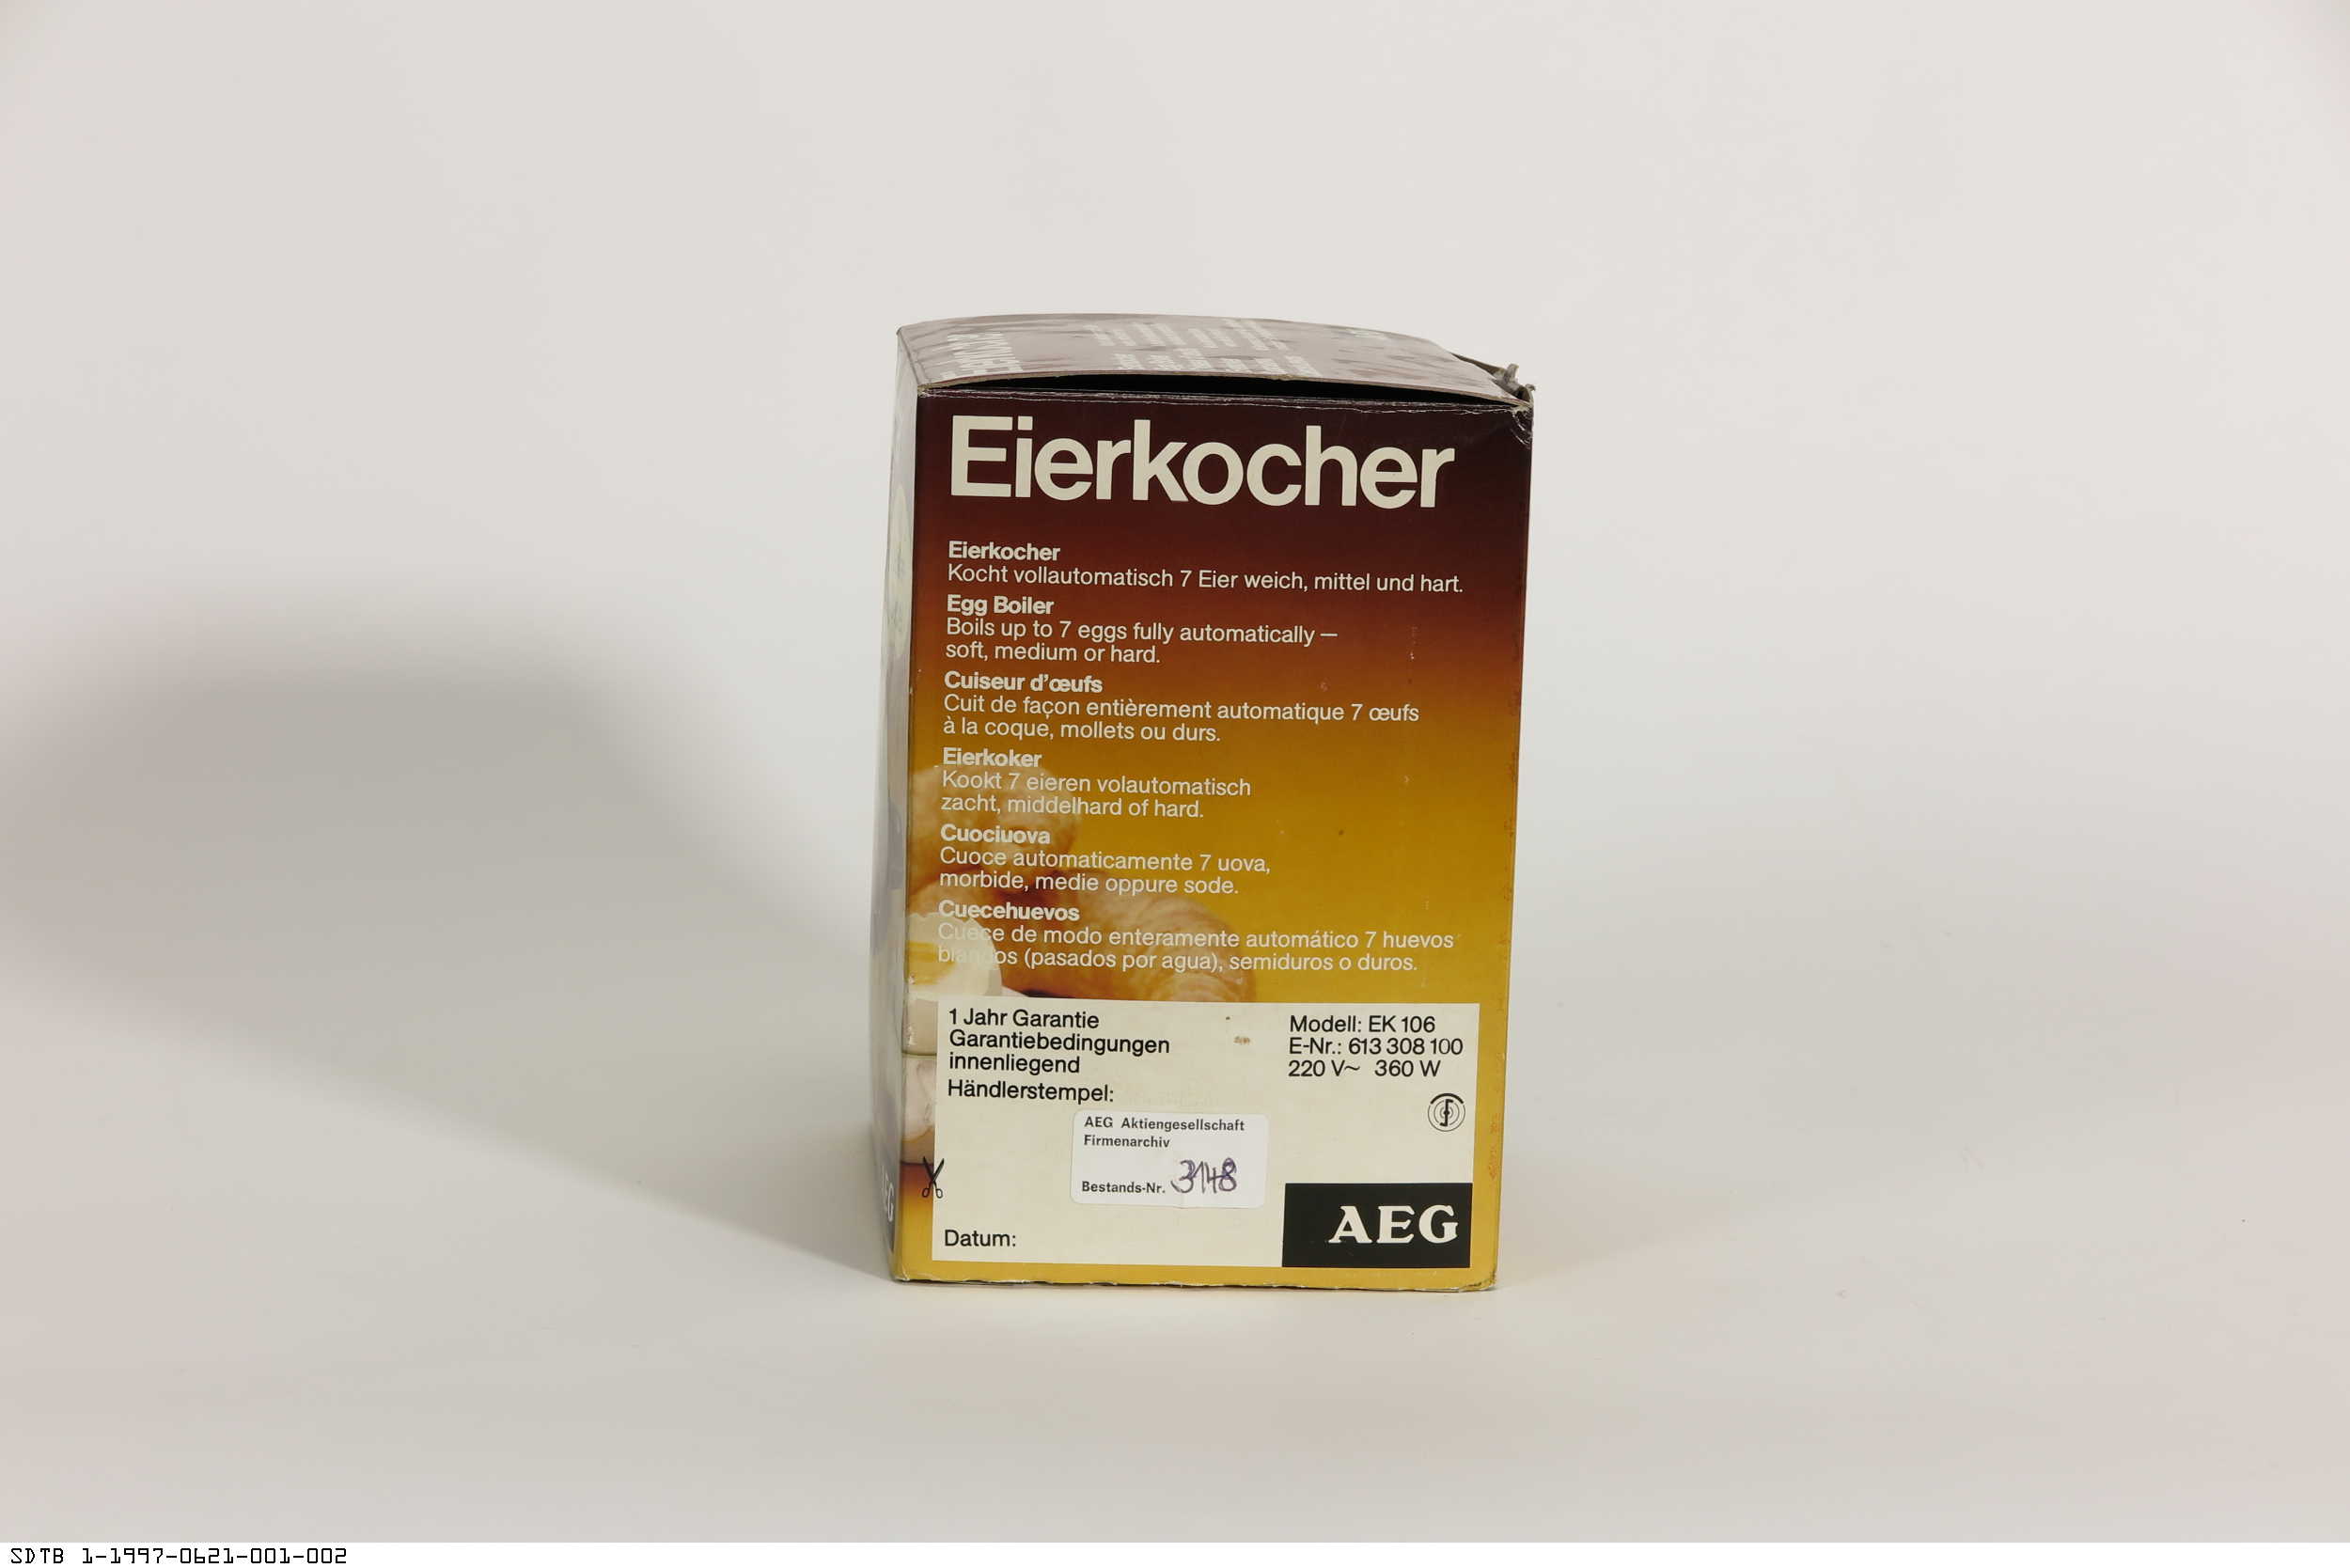 Eierkocher
Eierkocher
Kocht vollautomatisch 7 Eier weich, mittel und hart.
Egg Boiler
Boils up to 7 eggs fully automatically —
soft, medium or hard.
Cuiseur d'œufs
Cuit de façon entièrement automatique 7 œufs
à la coque, mollets ou durs.
Eierkoker
Kookt 7 eieren volautomatisch
zacht, middelhard of hard.
Cuociuova
Cuoce automaticamente 7 uova,
morbide, medie oppure sode.
Cuecehuevos
Cuece de modo enteramente automático 7 huevos
blandos (pasados por agua), semiduros o duros.
1 Jahr Garantie
Garantiebedingungen
innenliegend
Händlerstempel:
Modell: EK 106
E-Nr.: 613 308 100
220 V~ 360 W
AEG Aktiengesellschaft
Firmenarchiv
Bestands-Nr. 3148
Datum:
AEG
SDTB 1-1997-0621-001-002